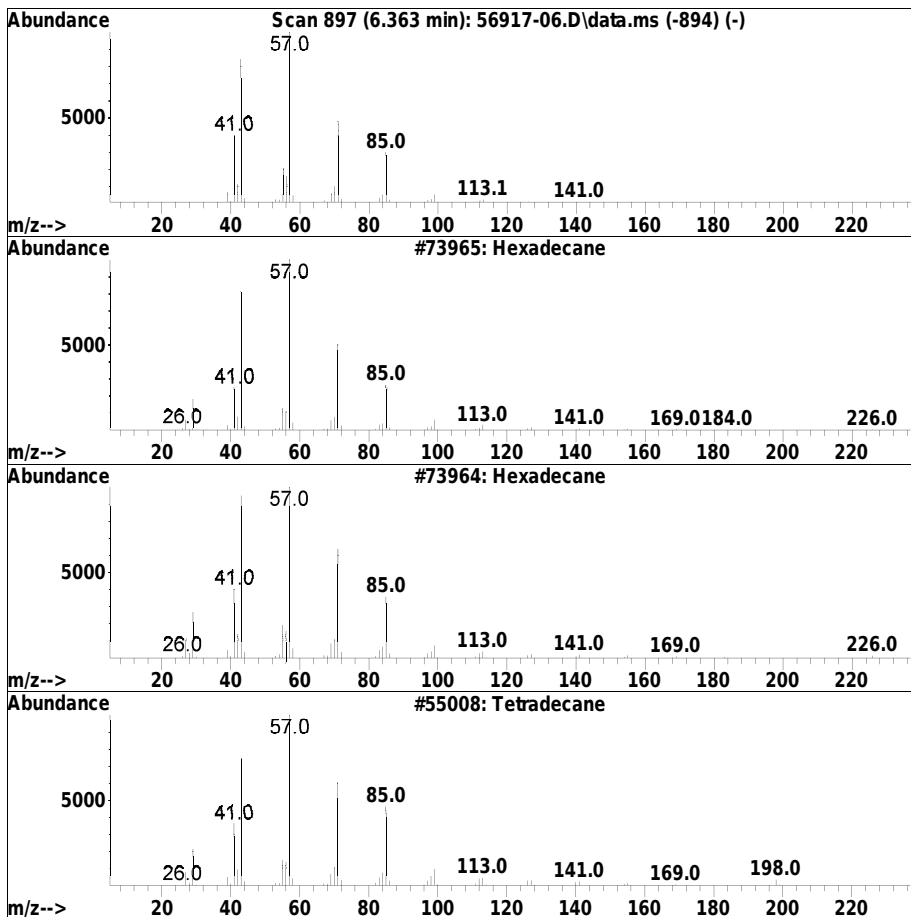 Abundance Scan 897 (6.363 min): 56917-06.D\data.ms (-894) (-)
57.0
5000 41.0
85.0
113.1 141.0
m/z--> 20 40 60 80 100 120 140 160 180 200 220
Abundance #73965: Hexadecane
57.0
5000
41.0 85.0
26.0 113.0 141.0 169.0 184.0 226.0
m/z--> 20 40 60 80 100 120 140 160 180 200 220
Abundance #73964: Hexadecane
57.0
5000 41.0
85.0
26.0 113.0 141.0 169.0 226.0
m/z--> 20 40 60 80 100 120 140 160 180 200 220
Abundance #55008: Tetradecane
57.0
5000 85.0
41.0
26.0 113.0 141.0 169.0 198.0
m/z--> 20 40 60 80 100 120 140 160 180 200 220